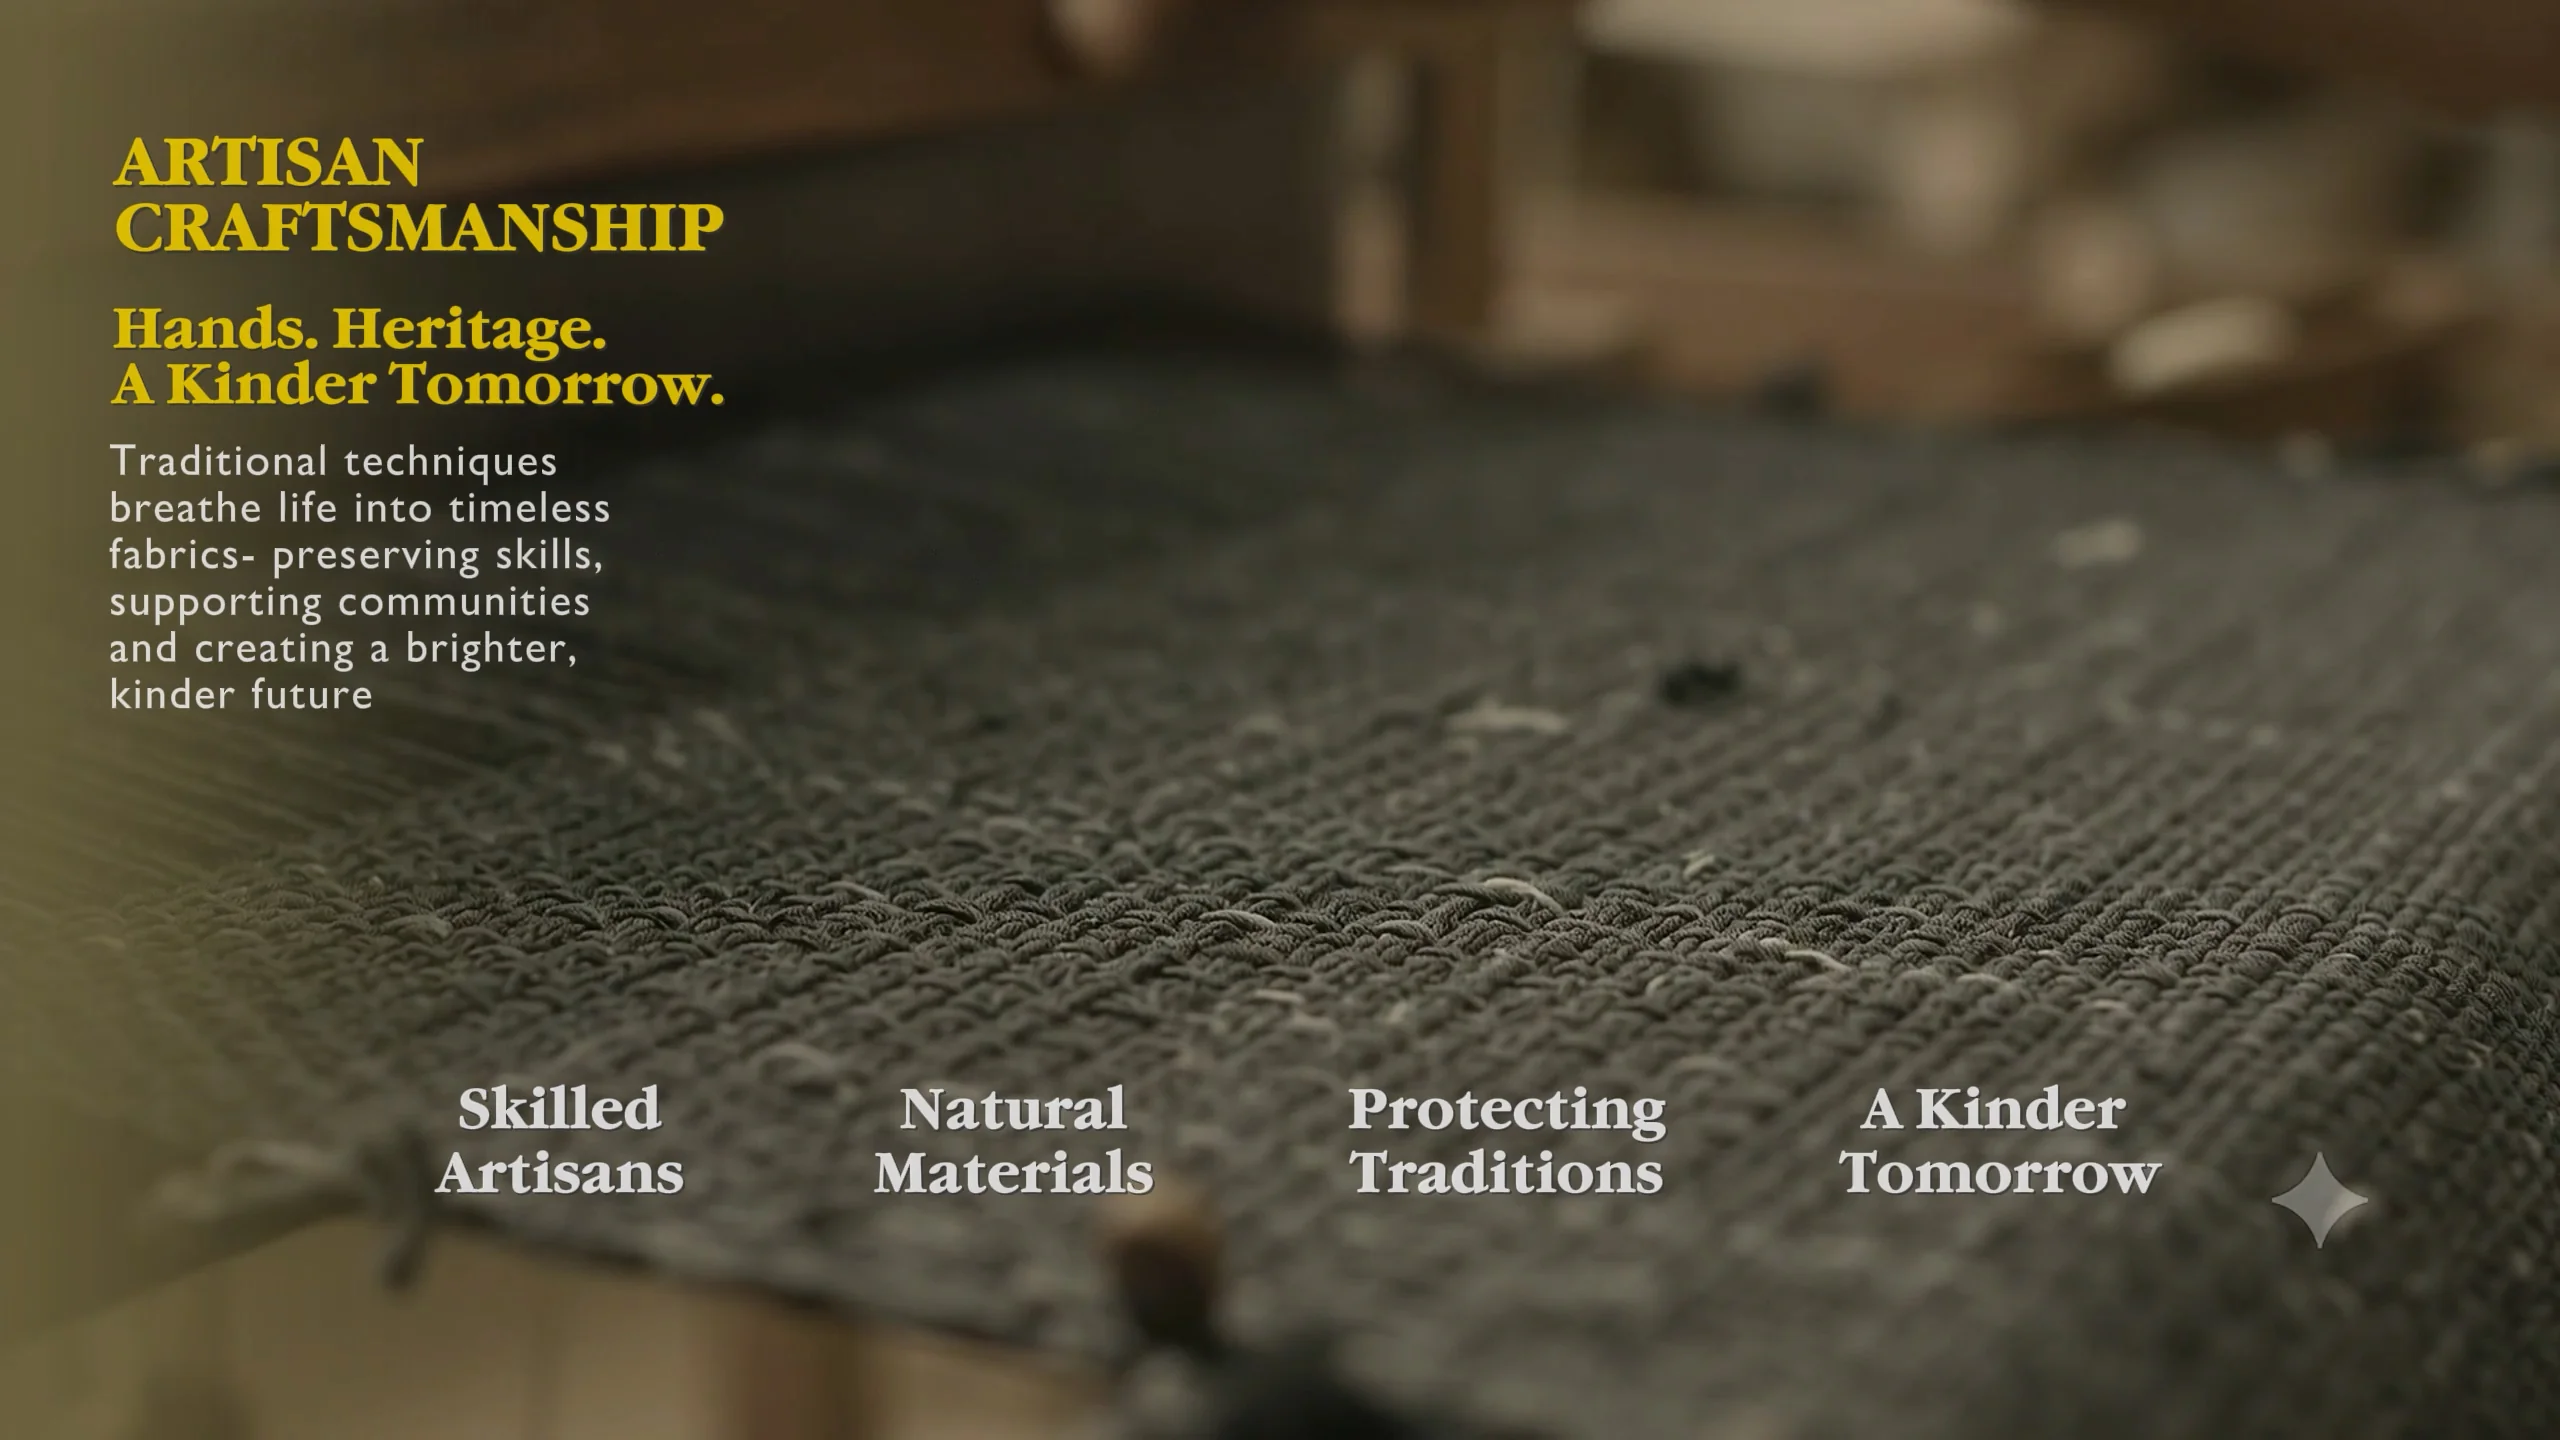 ARTISAN
CRAFTSMANSHIP
Hands. Heritage.
A Kinder Tomorrow.
Traditional techniques
breathe life into timeless
fabrics- preserving skills,
supporting communities
and creating a brighter,
kinder future
Skilled
Artisans
Natural
Materials
Protecting
Traditions
A Kinder
Tomorrow